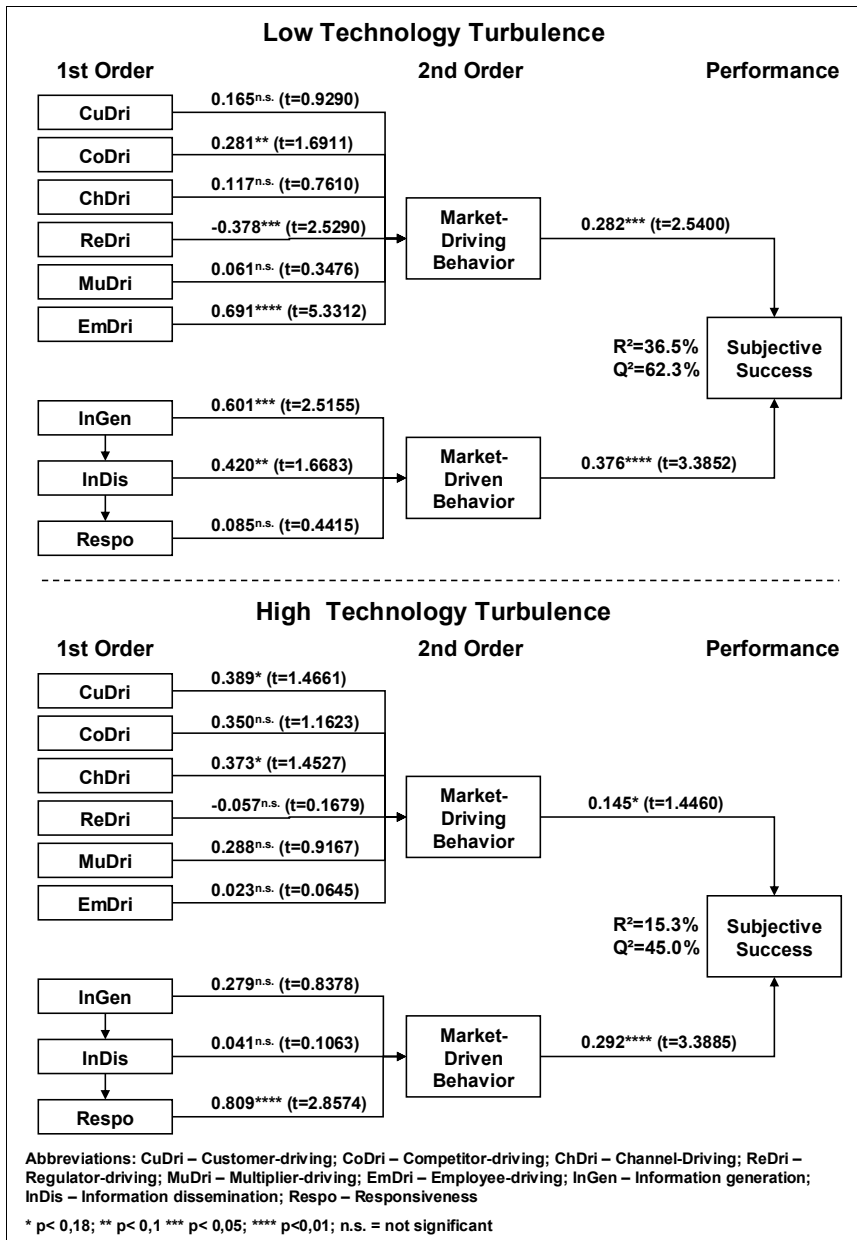 Low Technology Turbulence
1st Order 2nd Order Performance
CuDri 0.165n.s. (t=0.9290)
CoDri 0.281** (t=1.6911)
ChDri 0.117n.s. (t=0.7610)
ReDri -0.378*** (t=2.5290)
MuDri 0.061n.s. (t=0.3476)
EmDri 0.691**** (t=5.3312)
Market-
Driving
Behavior
0.282*** (t=2.5400)
R²=36.5%
Q²=62.3%
Subjective
Success
InGen 0.601*** (t=2.5155)
InDis 0.420** (t=1.6683)
Respo 0.085n.s. (t=0.4415)
Market-
Driven
Behavior
0.376**** (t=3.3852)
High Technology Turbulence
1st Order 2nd Order Performance
CuDri 0.389* (t=1.4661)
CoDri 0.350n.s. (t=1.1623)
ChDri 0.373* (t=1.4527)
ReDri -0.057n.s. (t=0.1679)
MuDri 0.288n.s. (t=0.9167)
EmDri 0.023n.s. (t=0.0645)
Market-
Driving
Behavior
0.145* (t=1.4460)
R²=15.3%
Q²=45.0%
Subjective
Success
InGen 0.279n.s. (t=0.8378)
InDis 0.041n.s. (t=0.1063)
Respo 0.809**** (t=2.8574)
Market-
Driven
Behavior
0.292**** (t=3.3885)
Abbreviations: CuDri – Customer-driving; CoDri – Competitor-driving; ChDri – Channel-Driving; ReDri –
Regulator-driving; MuDri – Multiplier-driving; EmDri – Employee-driving; InGen – Information generation;
InDis – Information dissemination; Respo – Responsiveness
* p< 0,18; ** p< 0,1 *** p< 0,05; **** p<0,01; n.s. = not significant